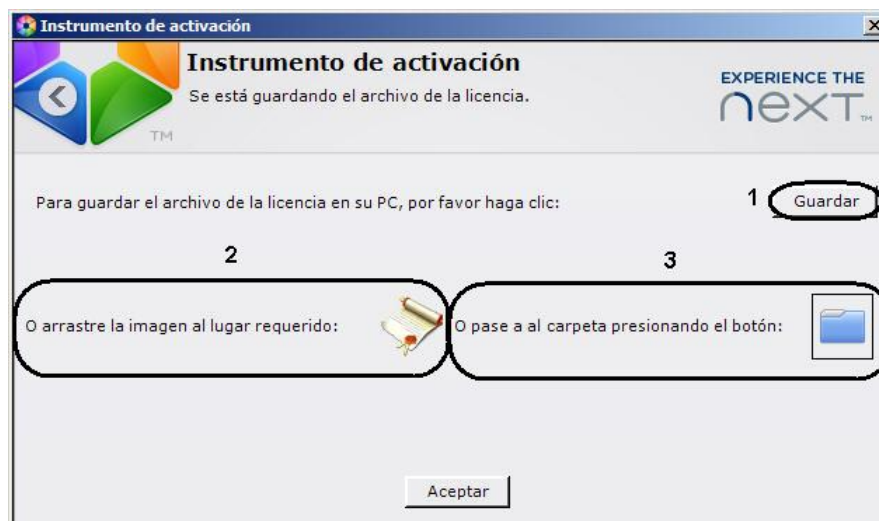 Instrumento de activación
Instrumento de activación
Se está guardando el archivo de la licencia.
EXPERIENCE THE
next™
TM
Para guardar el archivo de la licencia en su PC, por favor haga clic:
1
Guardar
2
3
O arrastre la imagen al lugar requerido:
O pase a al carpeta presionando el botón:
Aceptar